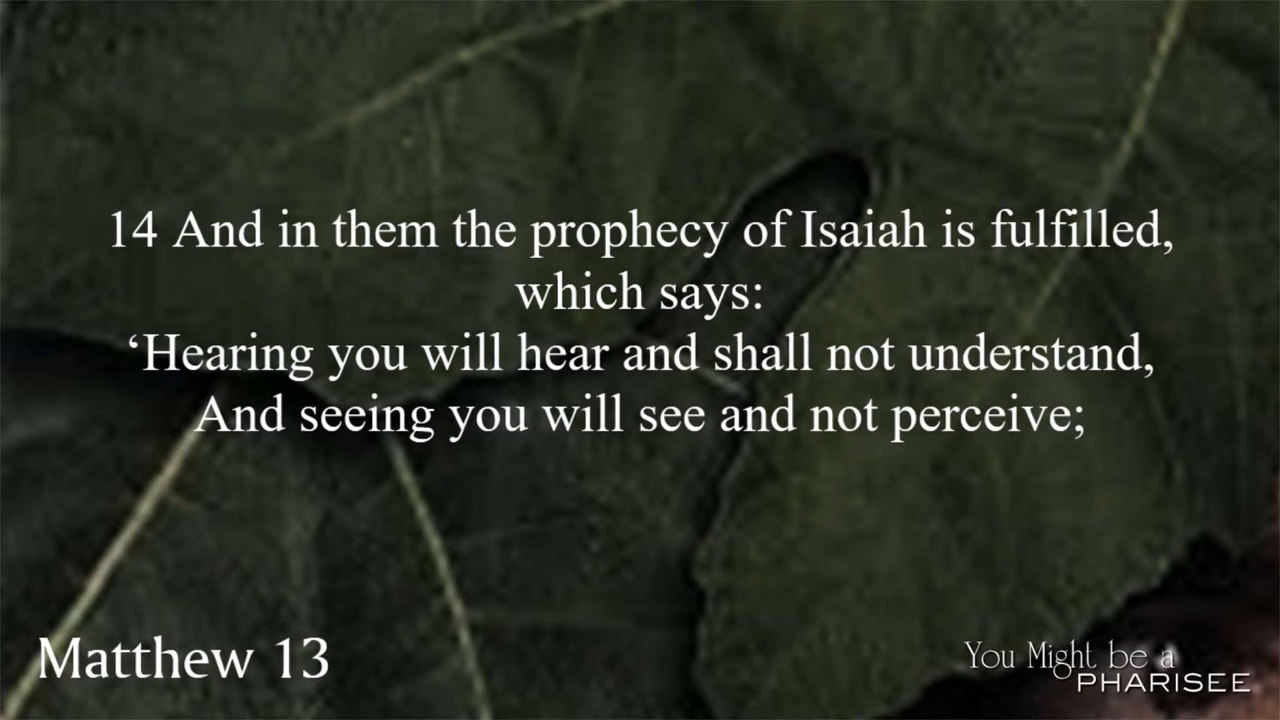 14 And in them the prophecy of Isaiah is fulfilled,
which says:
‘Hearing you will hear and shall not understand,
And seeing you will see and not perceive;
Matthew 13
You Might be a
PHARISEE